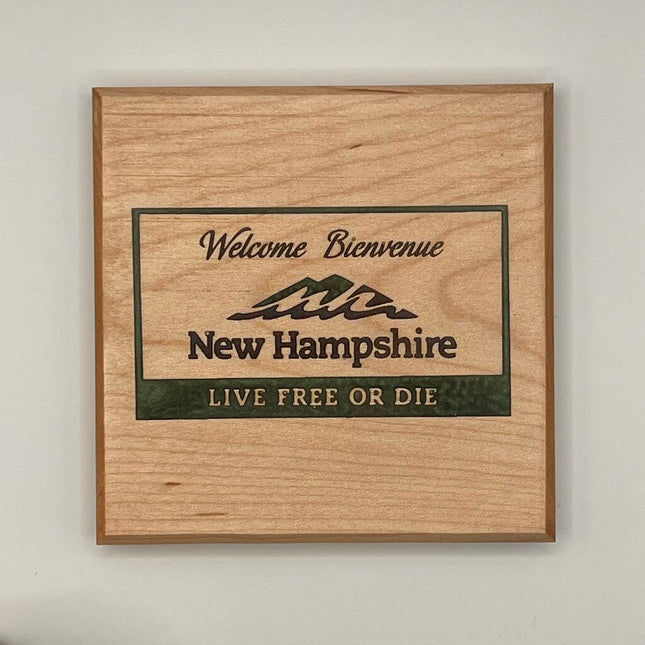 Welcome Bienvenue
New Hampshire
LIVE FREE OR DIE